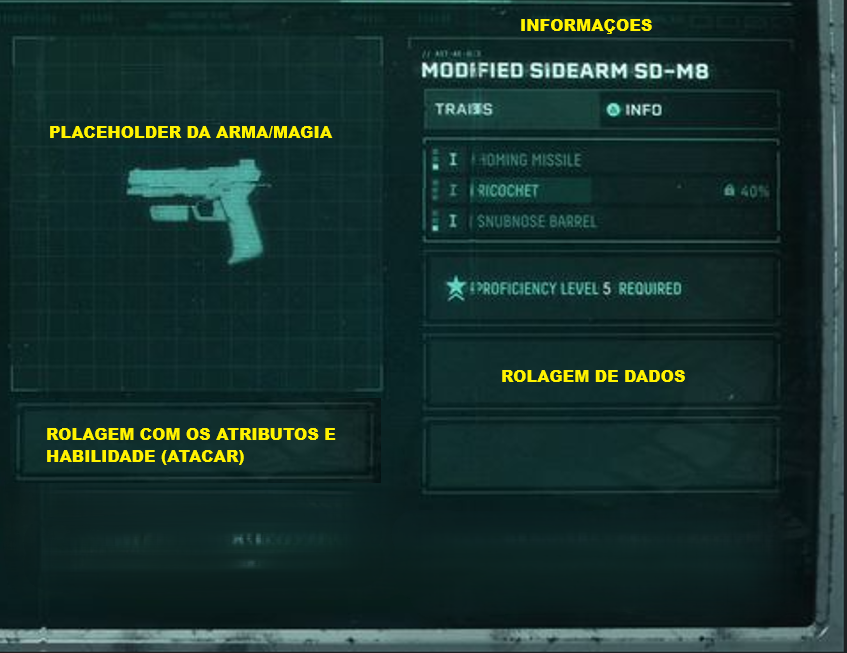 INFORMAÇOES
MODIFIED SIDEARM SD-M8
TRAITS
INFO
PLACEHOLDER DA ARMA/MAGIA
I HOMING MISSILE
I RICOCHET 40%
I SNUBNOSE BARREL
PROFICIENCY LEVEL 5 REQUIRED
ROLAGEM DE DADOS
ROLAGEM COM OS ATRIBUTOS E
HABILIDADE (ATACAR)